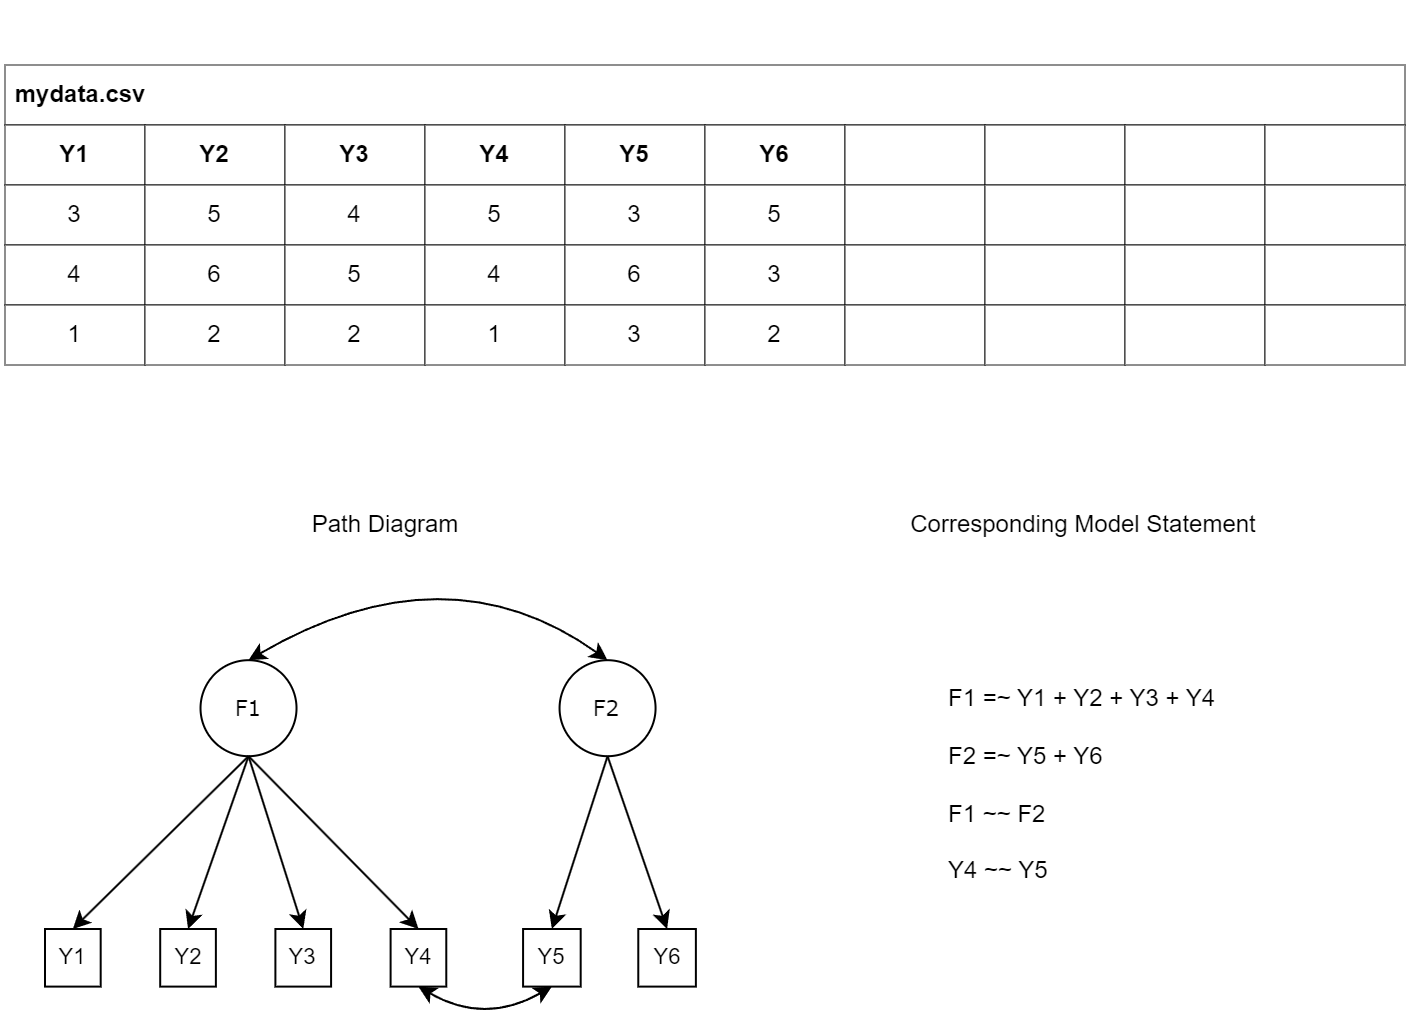 mydata.csv
Y1 Y2 Y3 Y4 Y5 Y6
3 5 4 5 3 5
4 6 5 4 6 3
1 2 2 1 3 2
Path Diagram
Corresponding Model Statement
F1 F2
Y1 Y2 Y3 Y4 Y5 Y6
F1 =~ Y1 + Y2 + Y3 + Y4
F2 =~ Y5 + Y6
F1 ~~ F2
Y4 ~~ Y5